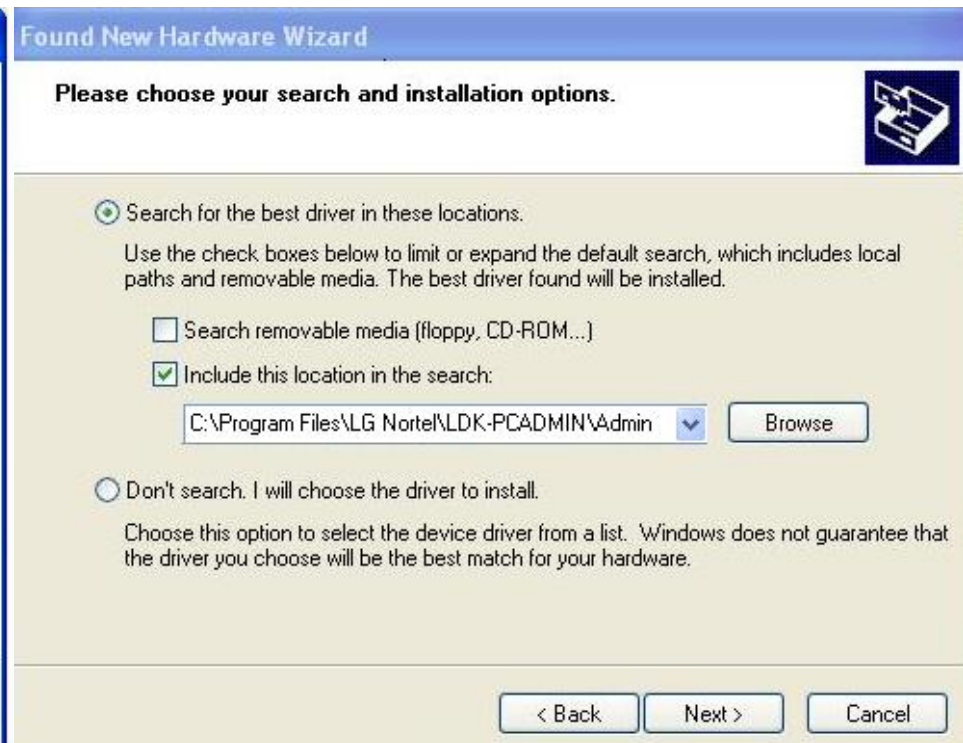 Found New Hardware Wizard
Please choose your search and installation options.
Search for the best driver in these locations.
Use the check boxes below to limit or expand the default search, which includes local
paths and removable media. The best driver found will be installed.
Search removable media (floppy, CD-ROM...)
Include this location in the search:
C:\Program Files\LG Nortel\LDK-PCADMIN\Admin
Browse
Don't search. I will choose the driver to install.
Choose this option to select the device driver from a list. Windows does not guarantee that
the driver you choose will be the best match for your hardware.
< Back
Next >
Cancel